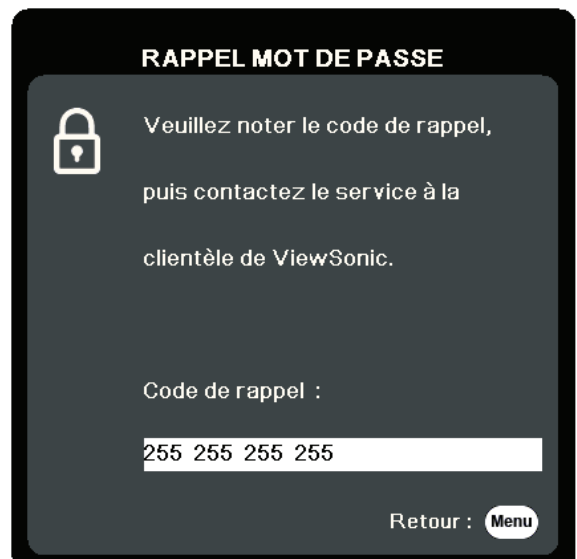 RAPPEL MOT DE PASSE
Veuillez noter le code de rappel,
puis contactez le service à la
clientèle de ViewSonic.
Code de rappel :
255 255 255 255
Retour : Menu